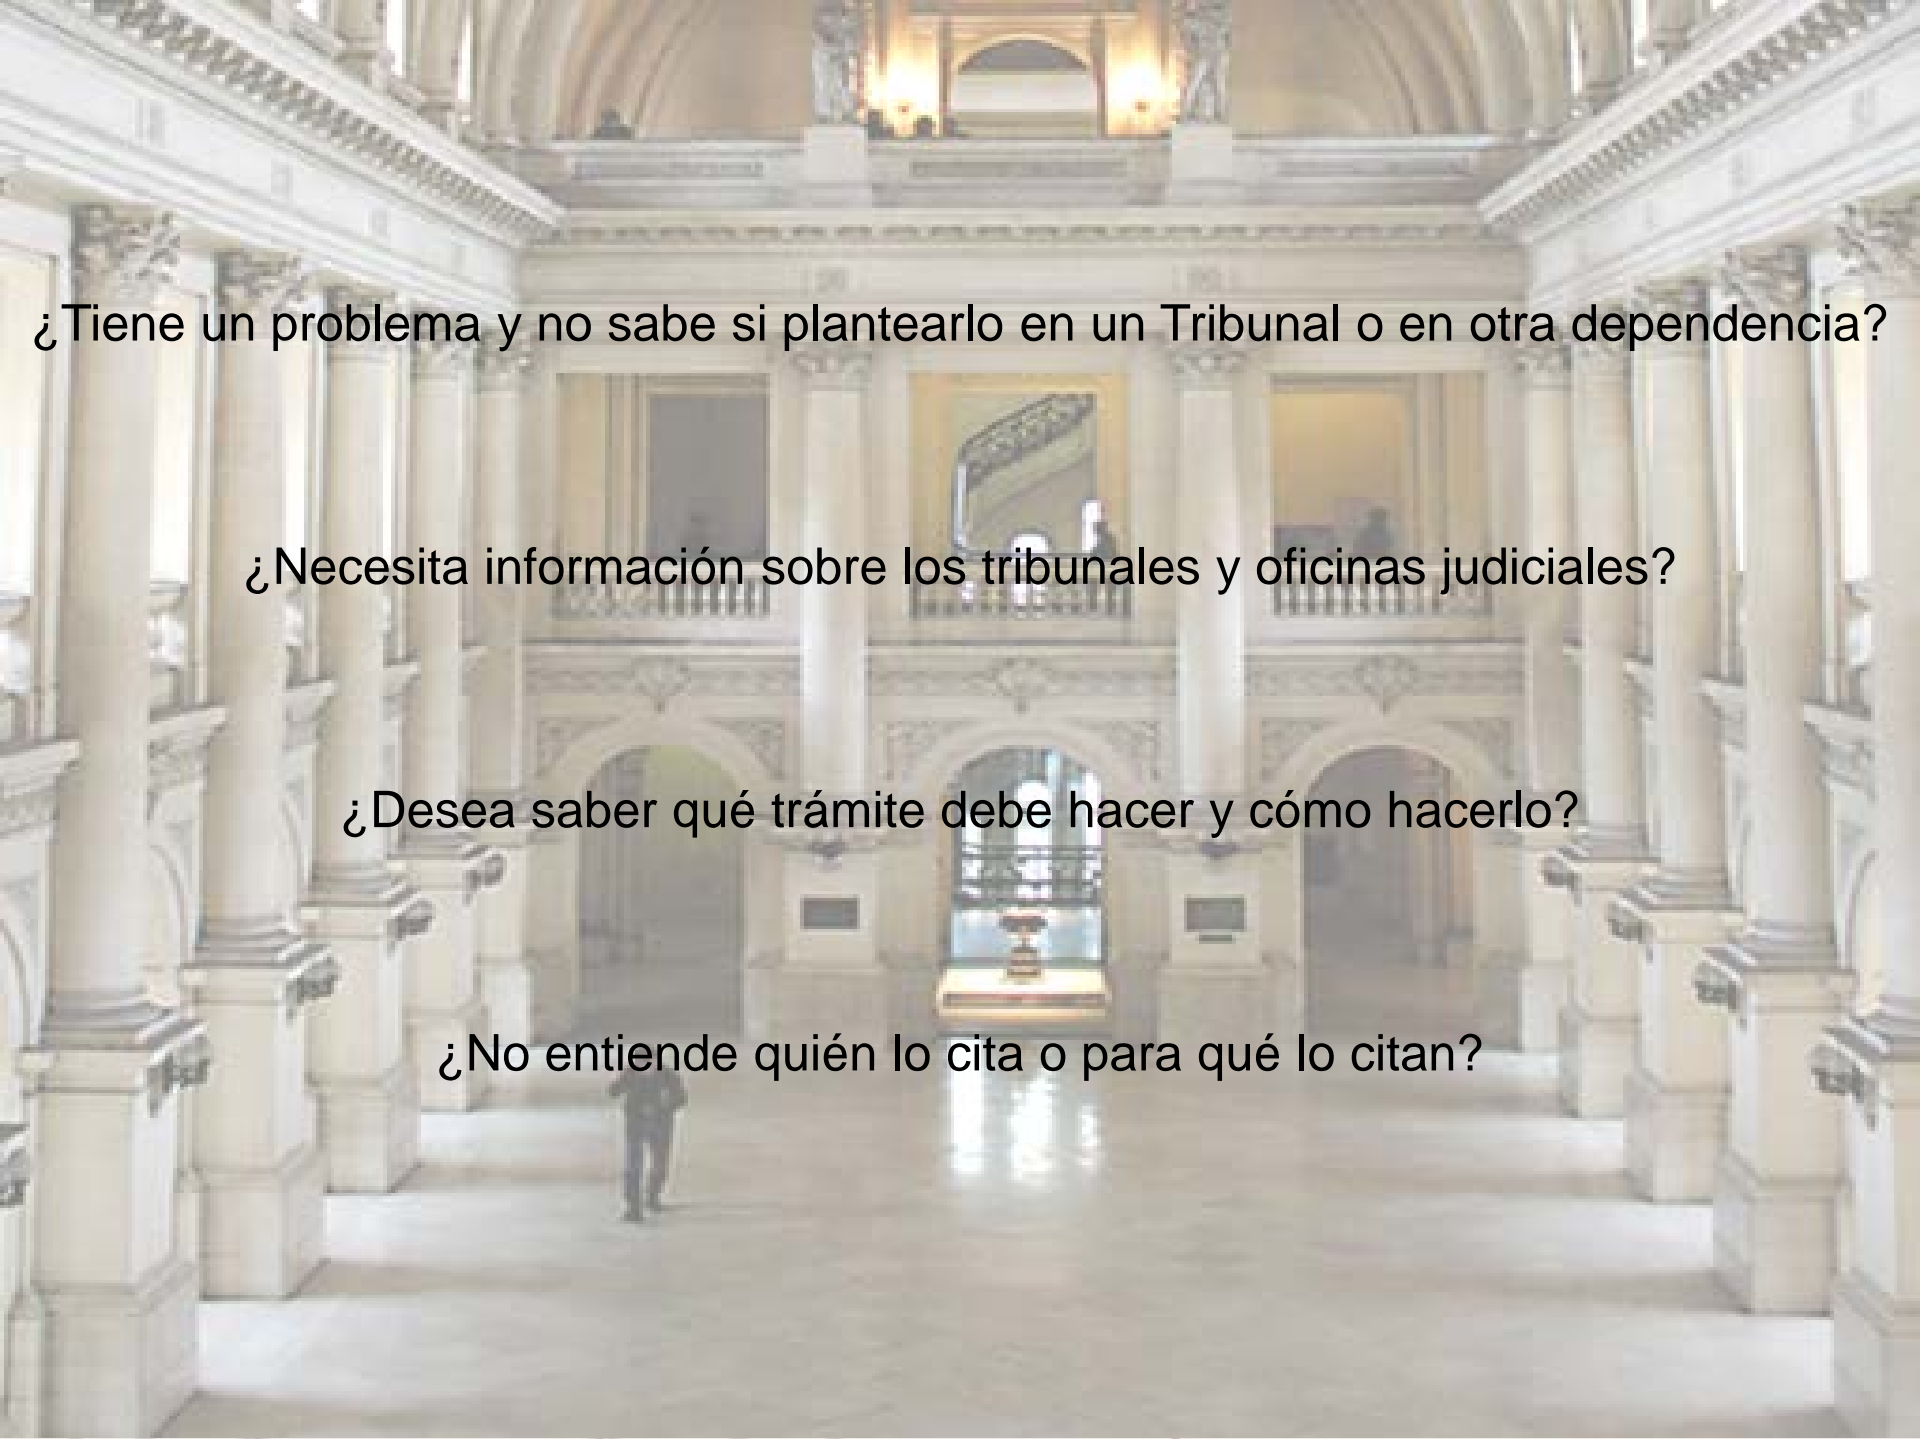 ¿Tiene un problema y no sabe si plantearlo en un Tribunal o en otra dependencia?
¿Necesita información sobre los tribunales y oficinas judiciales?
¿Desea saber qué trámite debe hacer y cómo hacerlo?
¿No entiende quién lo cita o para qué lo citan?